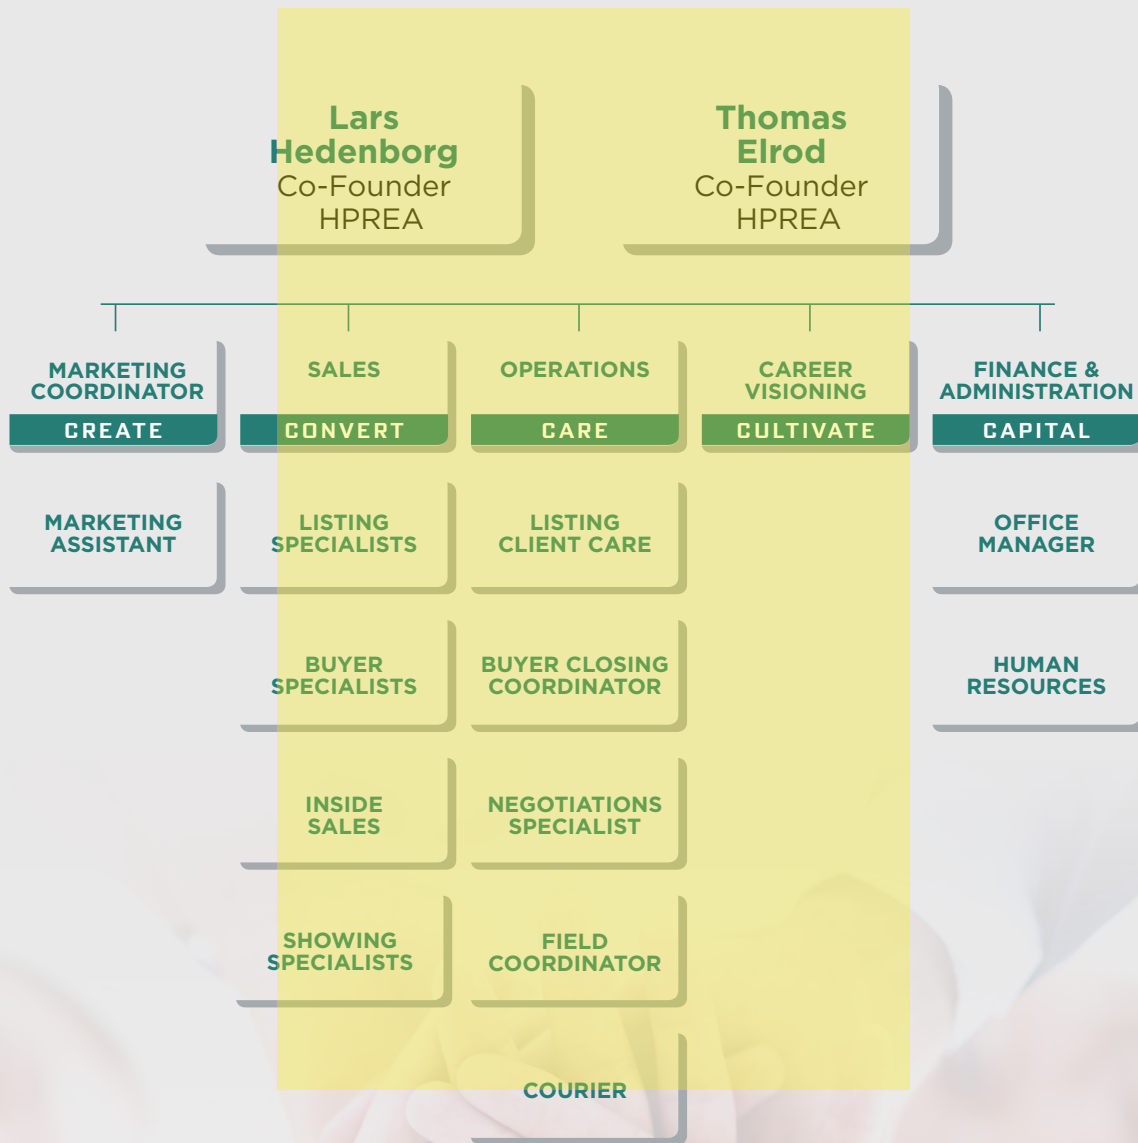 Lars
Hedenborg
Co-Founder
HPREA
Thomas
Elrod
Co-Founder
HPREA
MARKETING
COORDINATOR
CREATE
SALES
CONVERT
OPERATIONS
CARE
CAREER
VISIONING
CULTIVATE
FINANCE &
ADMINISTRATION
CAPITAL
MARKETING
ASSISTANT
LISTING
SPECIALISTS
LISTING
CLIENT CARE
OFFICE
MANAGER
BUYER
SPECIALISTS
BUYER CLOSING
COORDINATOR
HUMAN
RESOURCES
INSIDE
SALES
NEGOTIATIONS
SPECIALIST
SHOWING
SPECIALISTS
FIELD
COORDINATOR
COURIER